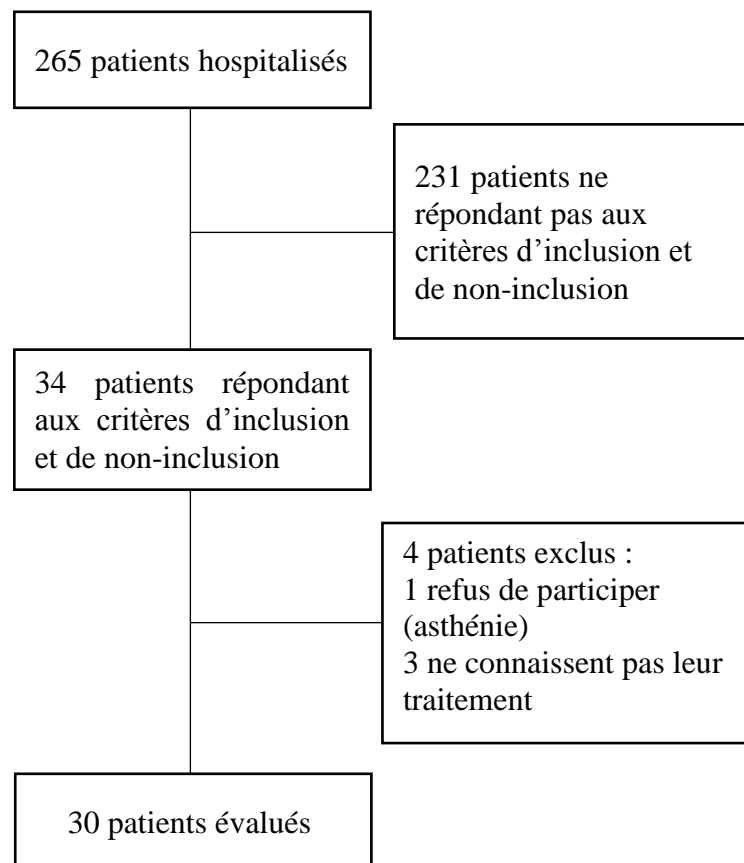 265 patients hospitalisés
231 patients ne
répondant pas aux
critères d’inclusion et
de non-inclusion
34 patients répondant
aux critères d’inclusion
et de non-inclusion
4 patients exclus :
1 refus de participer
(asthénie)
3 ne connaissent pas leur
traitement
30 patients évalués